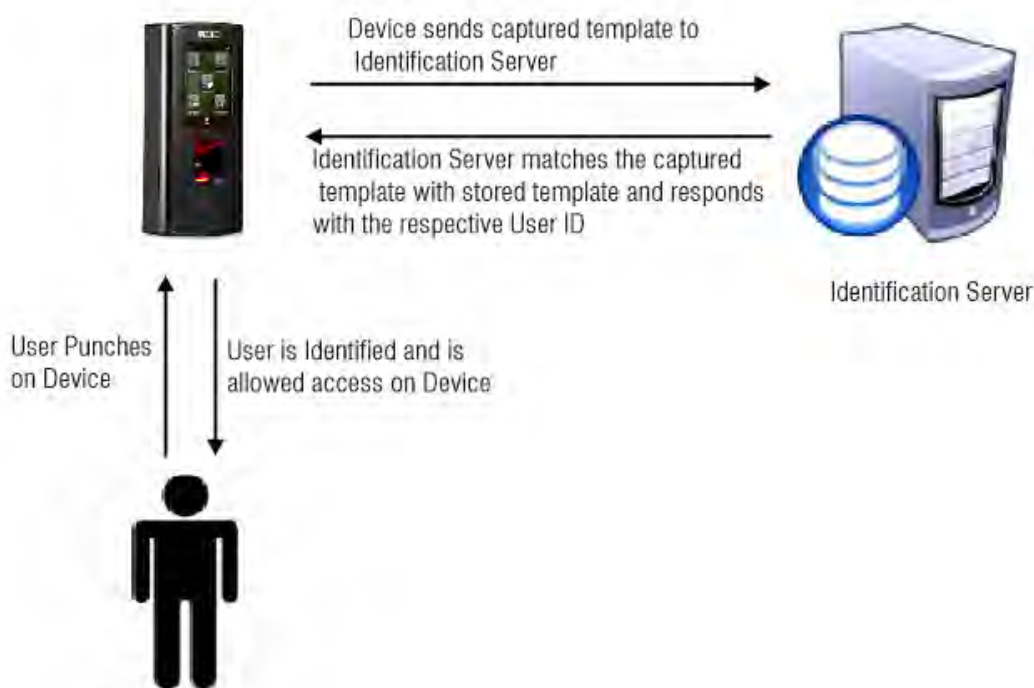 Device sends captured template to
Identification Server
Identification Server matches the captured
template with stored template and responds
with the respective User ID
Identification Server
User Punches
on Device
User is Identified and is
allowed access on Device